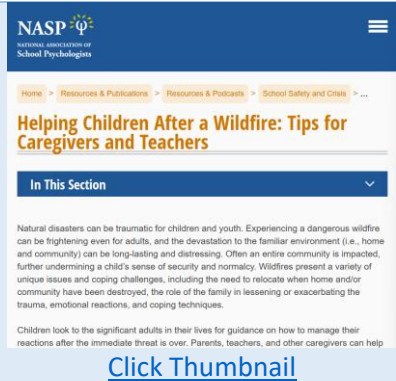 NASP
NATIONAL ASSOCIATION OF
School Psychologists
Home > Resources & Publications > Resources & Podcasts > School Safety and Crisis > ...
Helping Children After a Wildfire: Tips for
Caregivers and Teachers
In This Section
Natural disasters can be traumatic for children and youth. Experiencing a dangerous wildfire
can be frightening even for adults, and the devastation to the familiar environment (i.e., home
and community) can be long-lasting and distressing. Often an entire community is impacted,
further undermining a child's sense of security and normalcy. Wildfires present a variety of
unique issues and coping challenges, including the need to relocate when home and/or
community have been destroyed, the role of the family in lessening or exacerbating the
trauma, emotional reactions, and coping techniques.
Children look to the significant adults in their lives for guidance on how to manage their
reactions after the immediate threat is over. Parents, teachers, and other caregivers can help
Click Thumbnail